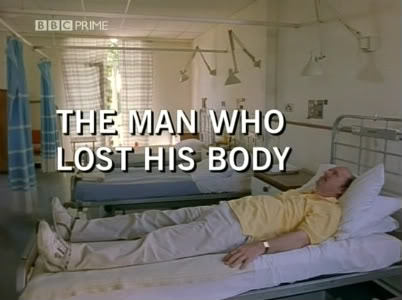 BBC PRIME
THE MAN WHO
LOST HIS BODY